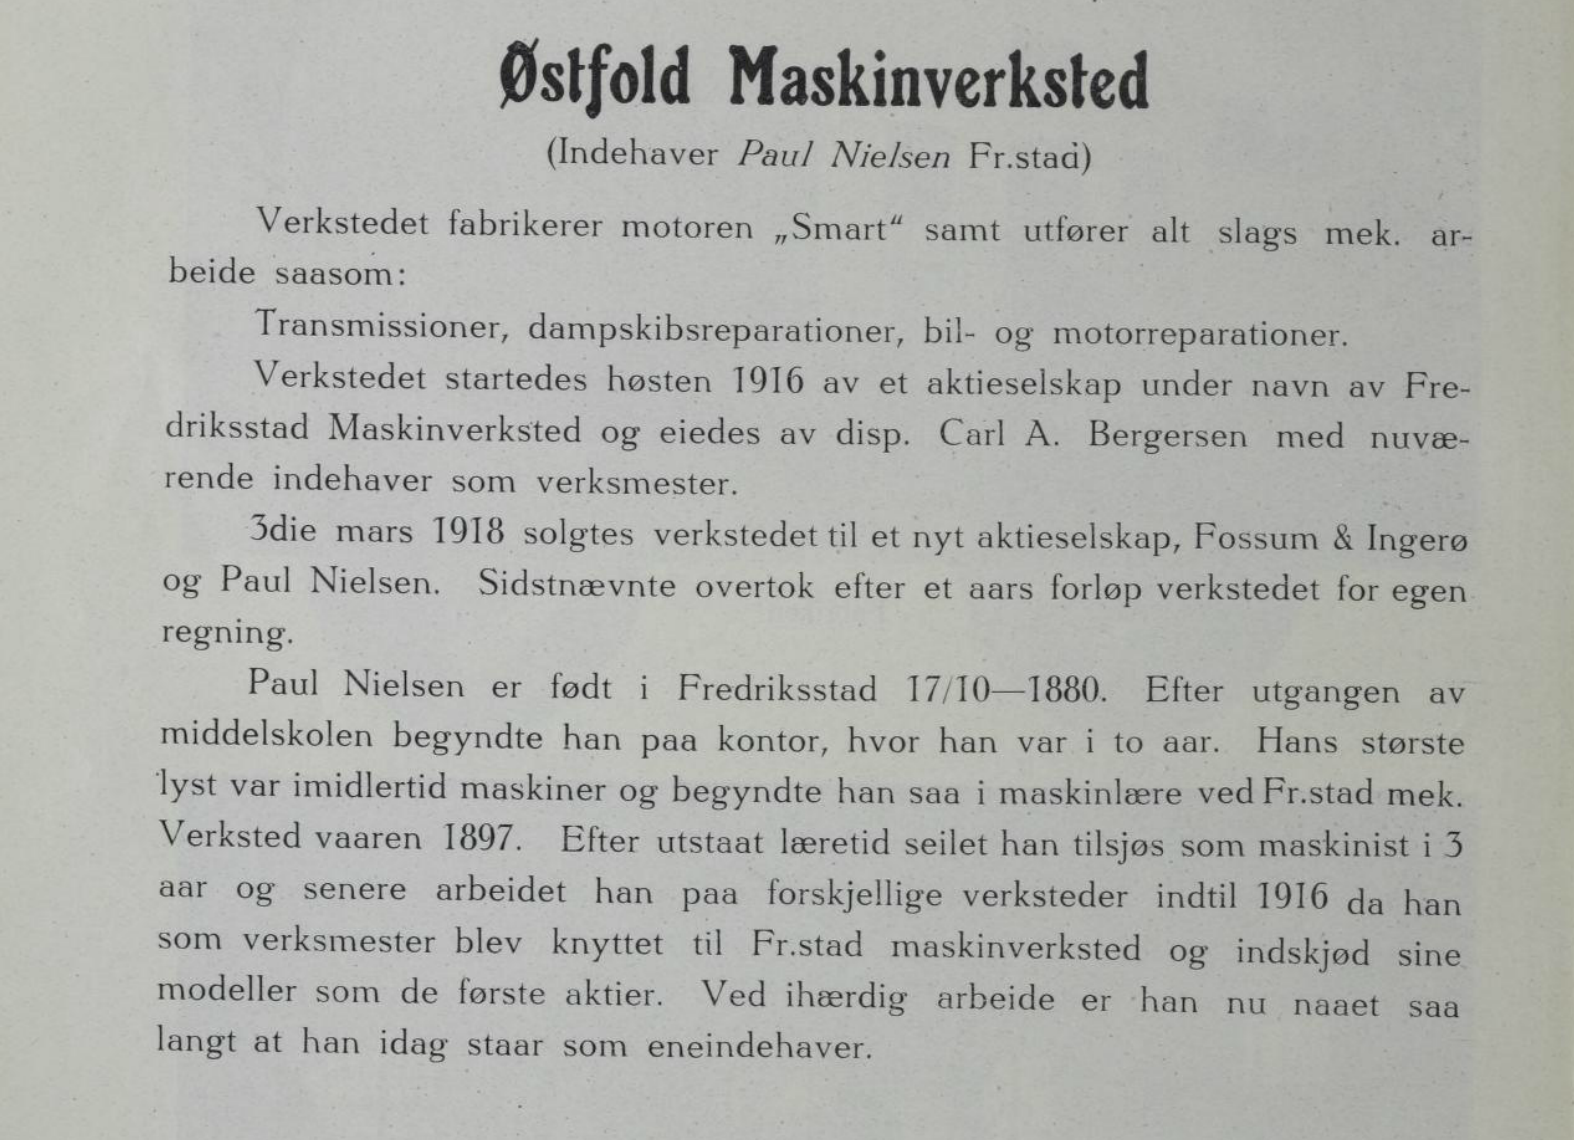 Østfold Maskinverksted
(Indehaver Paul Nielsen Fr.stad)
Verkstedet fabrikerer motoren „Smart“ samt utfører alt slags mek. ar-
beide saasom:
Transmissioner, dampskibsreparationer, bil- og motorreparationer.
Verkstedet startedes høsten 1916 av et aktieselskap under navn av Fre-
driksstad Maskinverksted og eiedes av disp. Carl A. Bergersen med nuvæ-
rende indehaver som verksmester.
3die mars 1918 solgtes verkstedet til et nyt aktieselskap, Fossum & Ingerø
og Paul Nielsen. Sidstnævnte overtok efter et aars forløp verkstedet for egen
regning.
Paul Nielsen er født i Fredriksstad 17/10—1880. Efter utgangen av
middelskolen begyndte han paa kontor, hvor han var i to aar. Hans største
lyst var imidlertid maskiner og begyndte han saa i maskinlære ved Fr.stad mek.
Verksted vaaren 1897. Efter utstaat læretid seilet han tilsjøs som maskinist i 3
aar og senere arbeidet han paa forskjellige verksteder indtil 1916 da han
som verksmester blev knyttet til Fr.stad maskinverksted og indskjød sine
modeller som de første aktier. Ved ihærdig arbeide er han nu naaet saa
langt at han idag staar som eneindehaver.